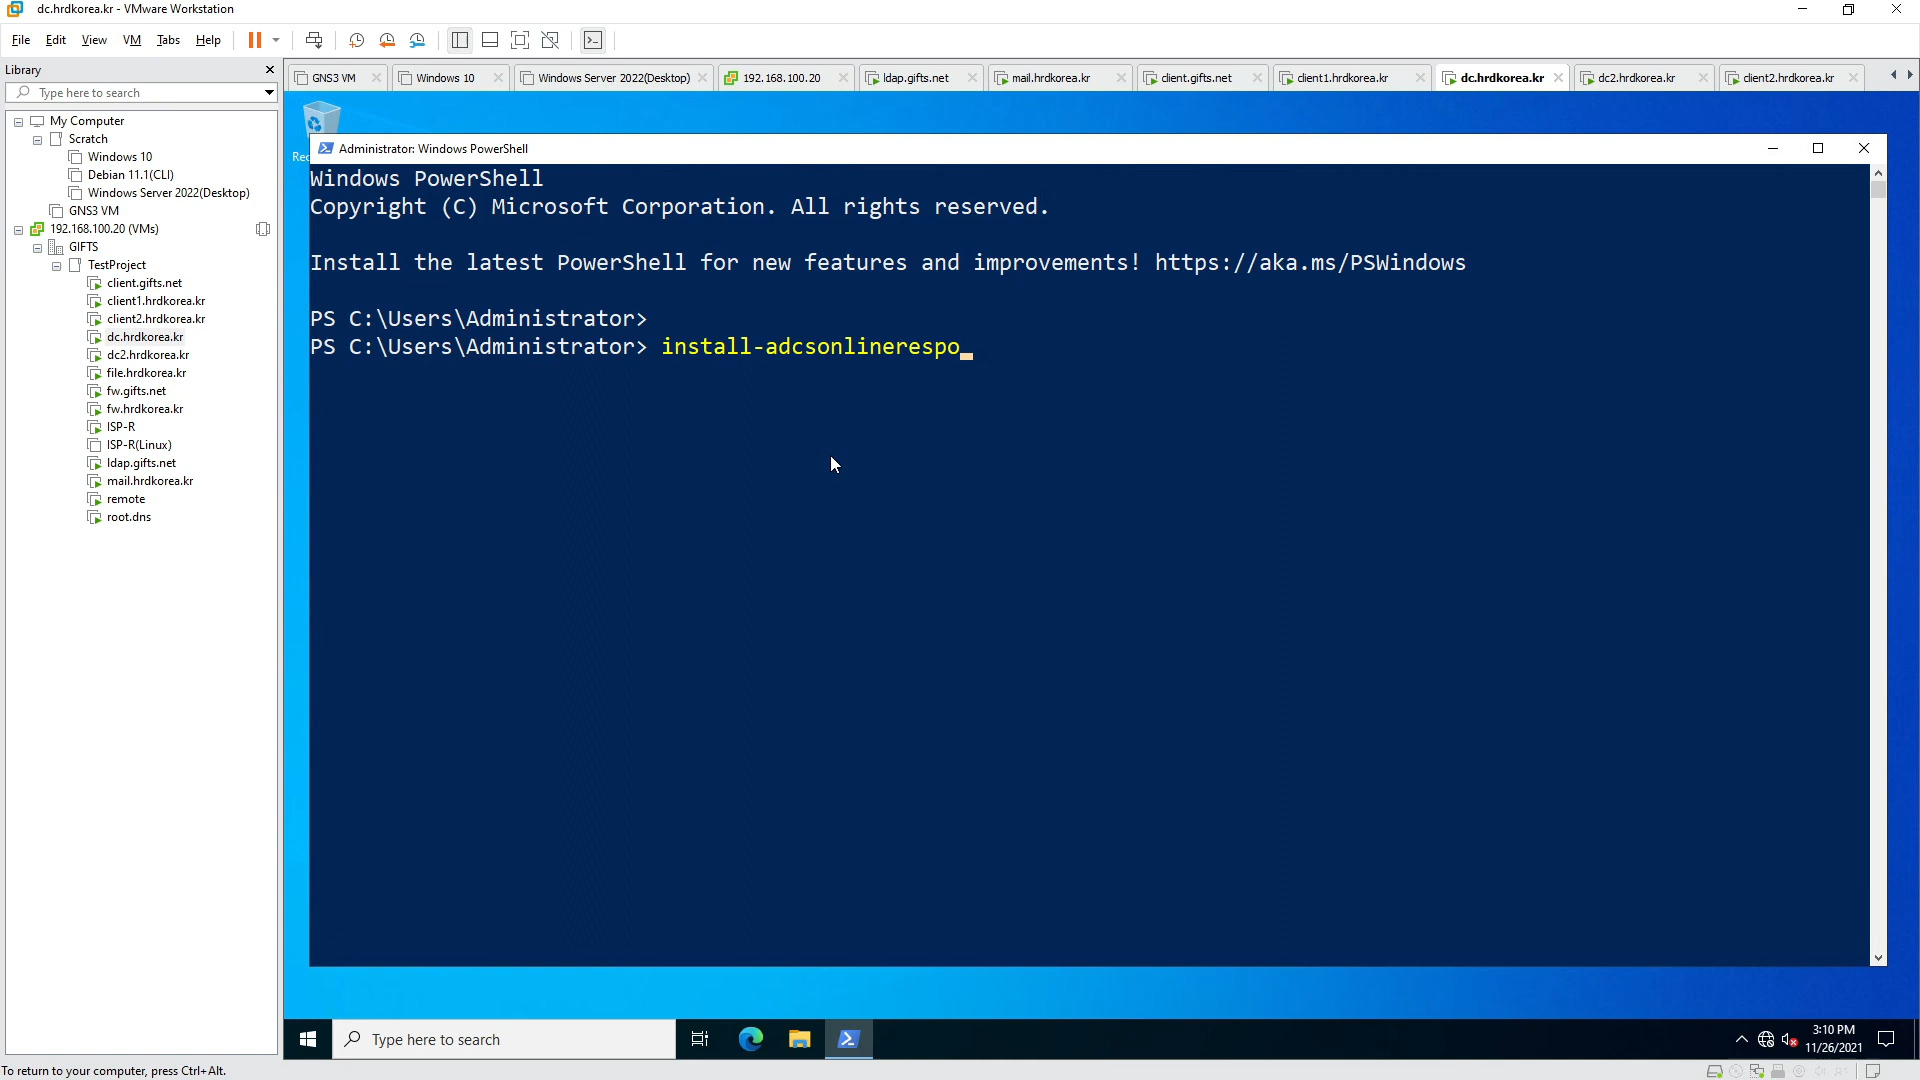 dc.hrdkorea.kr - VMware Workstation
File Edit View VM Tabs Help
Library
Type here to search
My Computer
Scratch
Windows 10
Debian 11.1(CLI)
Windows Server 2022(Desktop)
GNS3 VM
192.168.100.20 (VMs)
GIFTS
TestProject
client.gifts.net
client1.hrdkorea.kr
client2.hrdkorea.kr
dc.hrdkorea.kr
dc2.hrdkorea.kr
file.hrdkorea.kr
fw.gifts.net
fw.hrdkorea.kr
ISP-R
ISP-R(Linux)
ldap.gifts.net
mail.hrdkorea.kr
remote
root.dns
GNS3 VM Windows 10 Windows Server 2022(Desktop) 192.168.100.20 ldap.gifts.net mail.hrdkorea.kr client.gifts.net client1.hrdkorea.kr dc.hrdkorea.kr dc2.hrdkorea.kr client2.hrdkorea.kr
Rec
Administrator: Windows PowerShell
Windows PowerShell
Copyright (C) Microsoft Corporation. All rights reserved.
Install the latest PowerShell for new features and improvements! https://aka.ms/PSWindows
PS C:\Users\Administrator>
PS C:\Users\Administrator> install-adcsonlinerespo
Type here to search
3:10 PM
11/26/2021
To return to your computer, press Ctrl+Alt.